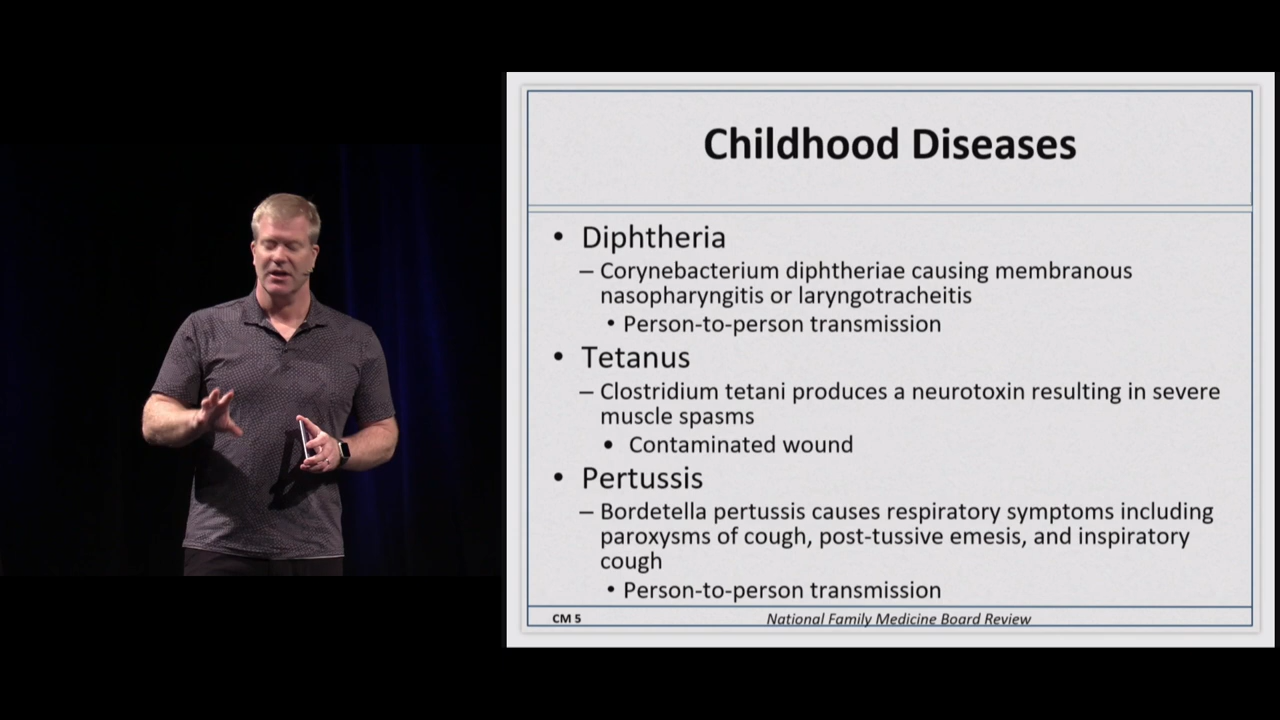 Childhood Diseases
• Diphtheria
– Corynebacterium diphtheriae causing membranous
nasopharyngitis or laryngotracheitis
• Person-to-person transmission
• Tetanus
– Clostridium tetani produces a neurotoxin resulting in severe
muscle spasms
• Contaminated wound
• Pertussis
– Bordetella pertussis causes respiratory symptoms including
paroxysms of cough, post-tussive emesis, and inspiratory
cough
• Person-to-person transmission
CM 5
National Family Medicine Board Review